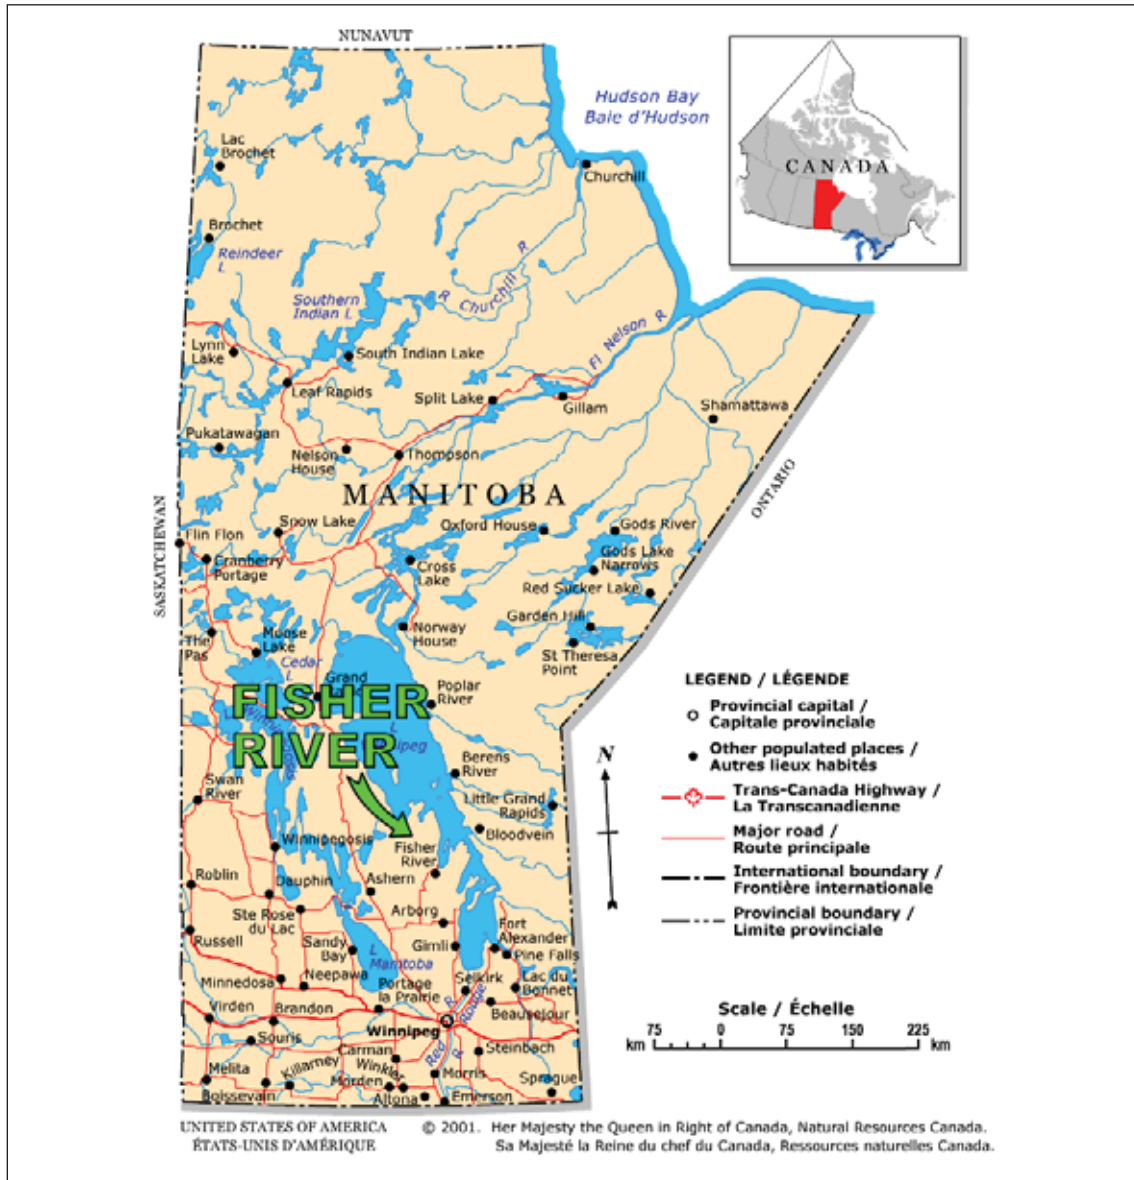 NUNAVUT
Hudson Bay
Baie d'Hudson
CANADA
Lac
Brochet
Churchill
Brochet
Reindeer
L
Southern
Indian L
R Churchill R
Fl Nelson R
Lynn
Lake
South Indian Lake
Leaf Rapids
Split Lake
Gillam
Shamattawa
Pukatawagan
Nelson
House
Thompson
MANITOBA
ONTARIO
SASKATCHEWAN
Snow Lake
Oxford House
Gods River
Flin Flon
Cranberry
Portage
Cross
Lake
Gods Lake
Narrows
Red Sucker Lake
Garden Hill
The
Pas
Moose
Lake
Norway
House
St Theresa
Point
Cedar
L
Grand
Poplar
River
FISHER
RIVER
L
Berens
River
Swan
River
Little Grand
Rapids
Bloodvein
Winnipegosis
Fisher
River
Roblin
Dauphin
Ashern
Ste Rose
du Lac
Arborg
Fort
Alexander
Russell
Sandy
Bay
Gimli
Pine Falls
L
Manitoba
Minnedosa
Neepawa
Portage
la Prairie
Selkirk
Lac du
Bonnet
Virden
Brandon
Red R
Rouge R
Beausejour
Winnipeg
Souris
Carman
Steinbach
Melita
Killarney
Winkler
Morden
Morris
Sprague
Boissevain
Altona
Emerson
LEGEND / LÉGENDE
Provincial capital /
Capitale provinciale
Other populated places /
Autres lieux habités
Trans-Canada Highway /
La Transcanadienne
Major road /
Route principale
International boundary /
Frontière internationale
Provincial boundary /
Limite provinciale
N
Scale / Échelle
75 0 75 150 225
km km
UNITED STATES OF AMERICA
ÉTATS-UNIS D'AMÉRIQUE
© 2001. Her Majesty the Queen in Right of Canada, Natural Resources Canada.
Sa Majesté la Reine du chef du Canada, Ressources naturelles Canada.